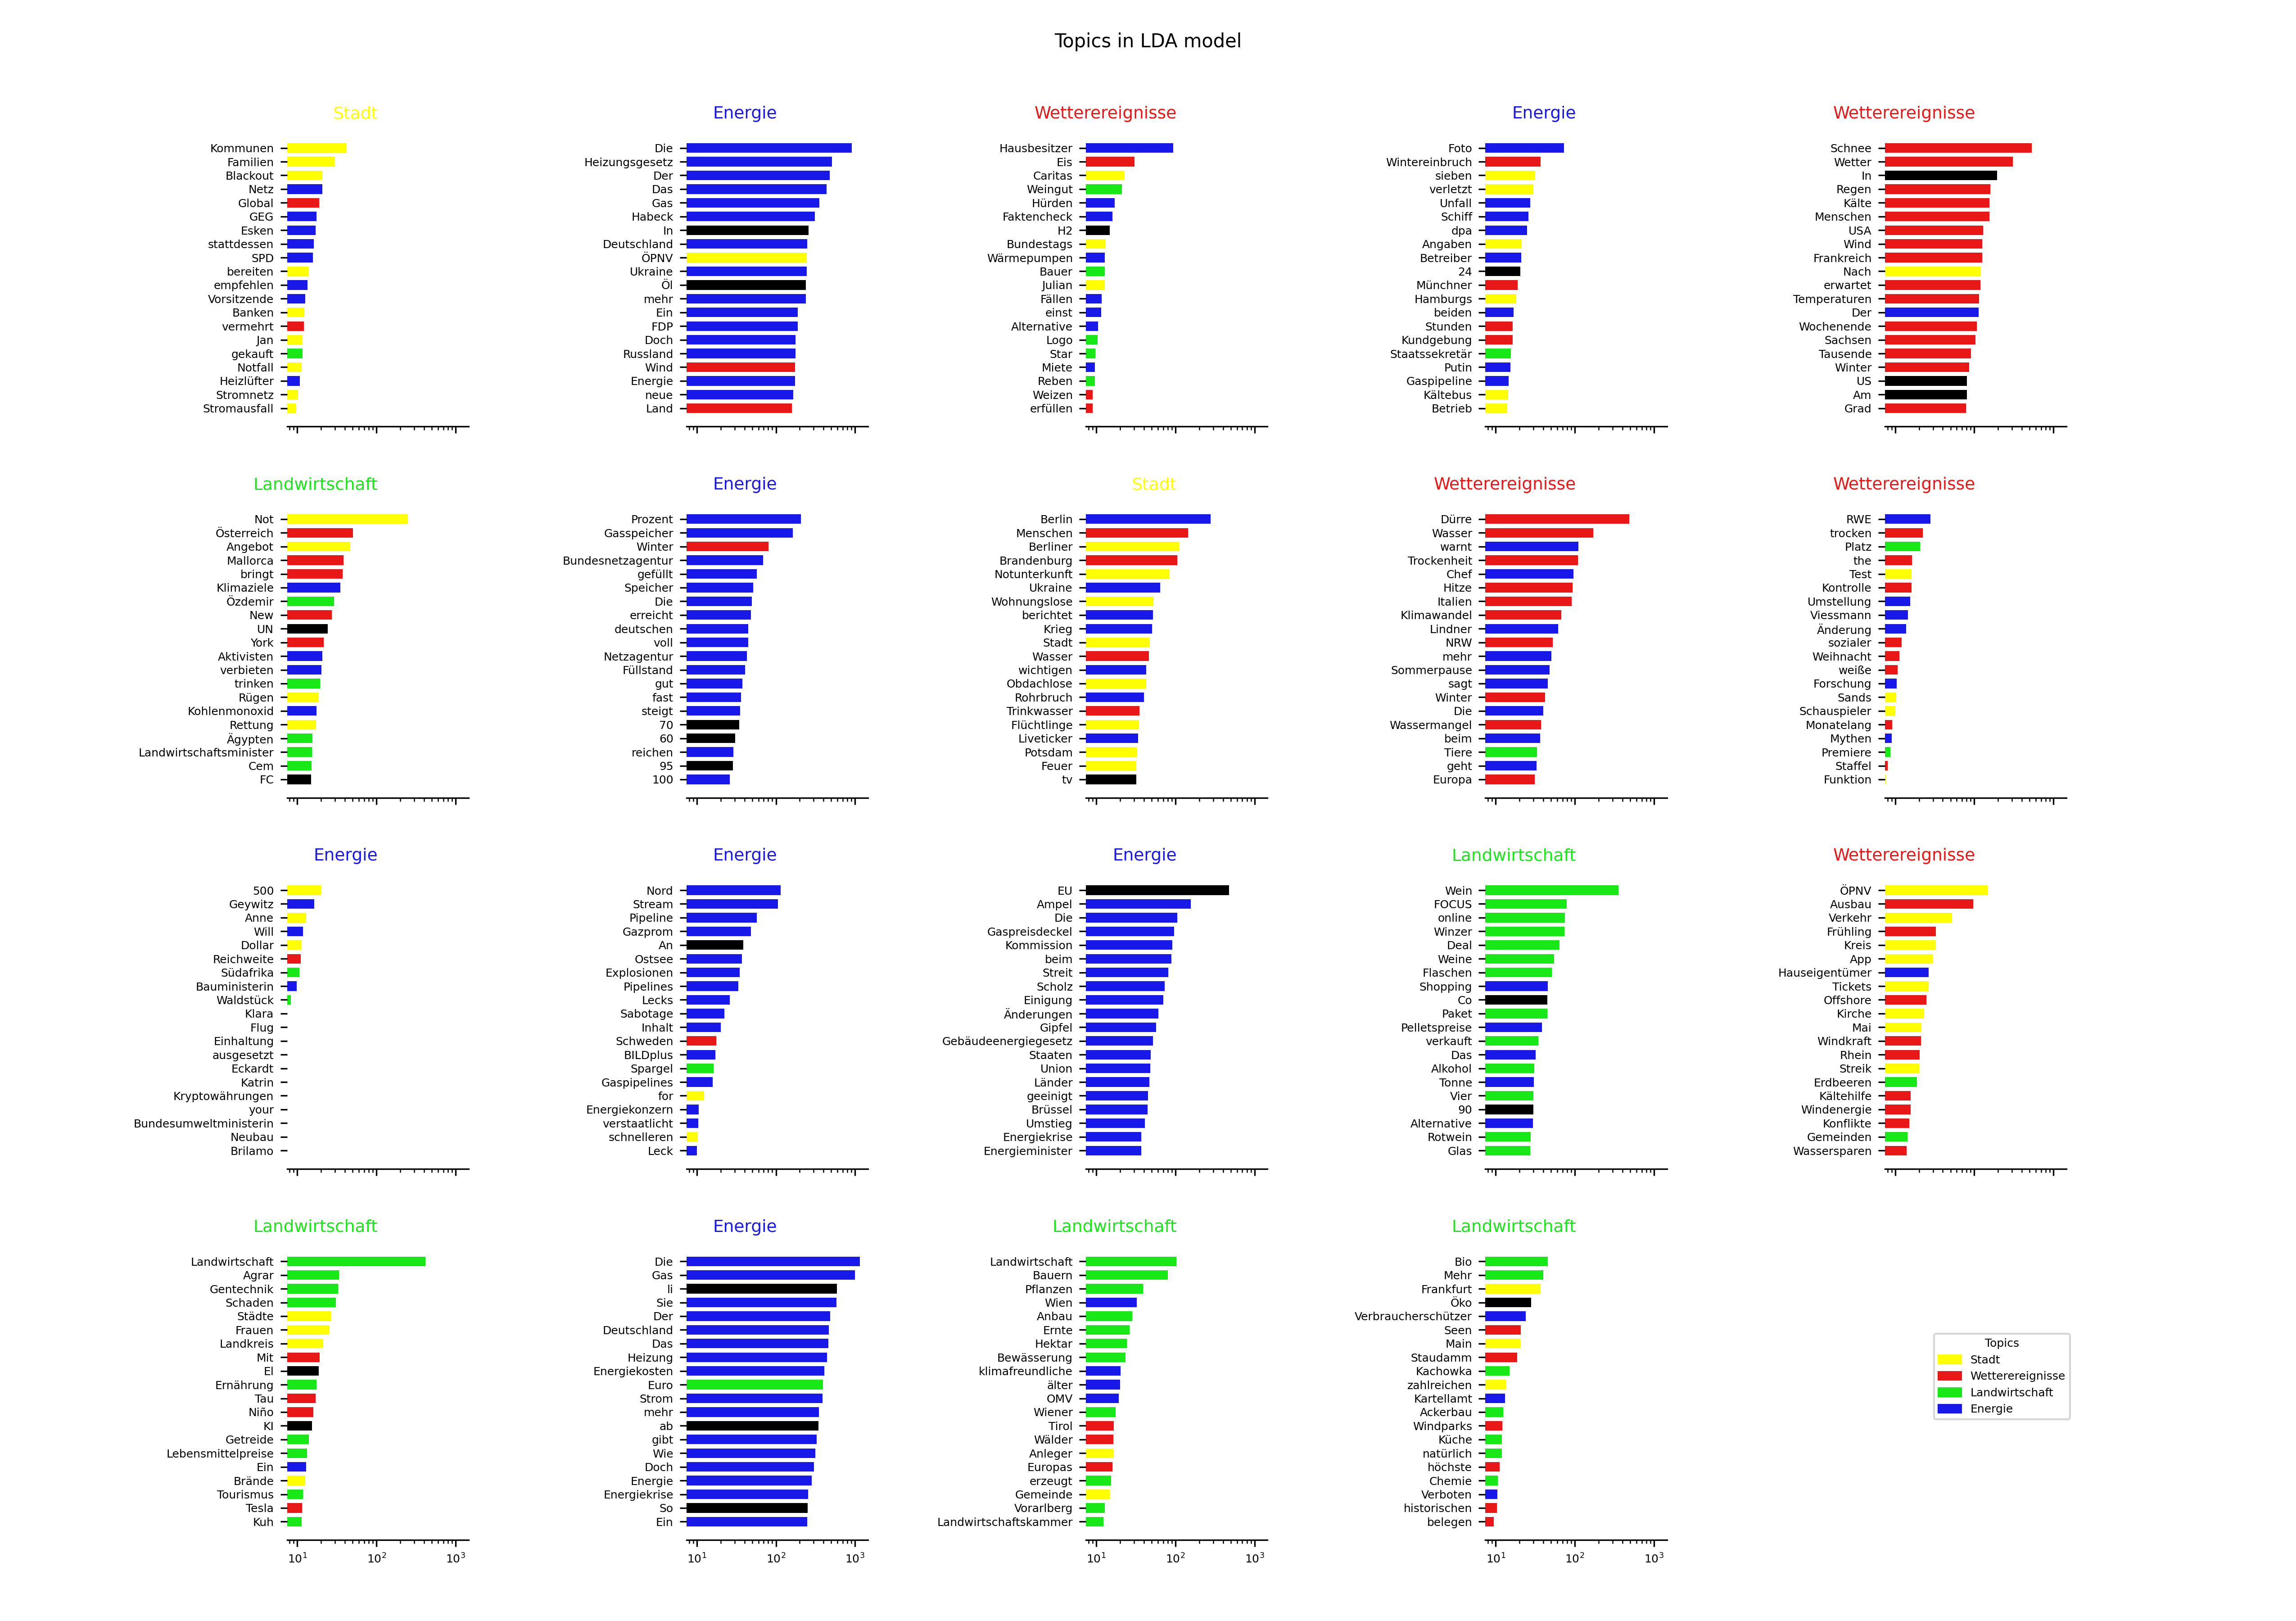 Topics in LDA model
Stadt
Kommunen
Familien
Blackout
Netz
Global
GEG
Esken
stattdessen
SPD
bereiten
empfehlen
Vorsitzende
Banken
vermehrt
Jan
gekauft
Notfall
Heizlüfter
Stromnetz
Stromausfall
Energie
Die
Heizungsgesetz
Der
Das
Gas
Habeck
In
Deutschland
ÖPNV
Ukraine
Öl
mehr
Ein
FDP
Doch
Russland
Wind
Energie
neue
Land
Wetterereignisse
Hausbesitzer
Eis
Caritas
Weingut
Hürden
Faktencheck
H2
Bundestags
Wärmepumpen
Bauer
Julian
Fällen
einst
Alternative
Logo
Star
Miete
Reben
Weizen
erfüllen
Energie
Foto
Wintereinbruch
sieben
verletzt
Unfall
Schiff
dpa
Angaben
Betreiber
24
Münchner
Hamburgs
beiden
Stunden
Kundgebung
Staatssekretär
Putin
Gaspipeline
Kältebus
Betrieb
Wetterereignisse
Schnee
Wetter
In
Regen
Kälte
Menschen
USA
Wind
Frankreich
Nach
erwartet
Temperaturen
Der
Wochenende
Sachsen
Tausende
Winter
US
Am
Grad
Landwirtschaft
Not
Österreich
Angebot
Mallorca
bringt
Klimaziele
Özdemir
New
UN
York
Aktivisten
verbieten
trinken
Rügen
Kohlenmonoxid
Rettung
Ägypten
Landwirtschaftsminister
Cem
FC
Energie
Prozent
Gasspeicher
Winter
Bundesnetzagentur
gefüllt
Speicher
Die
erreicht
deutschen
voll
Netzagentur
Füllstand
gut
fast
steigt
70
60
reichen
95
100
Stadt
Berlin
Menschen
Berliner
Brandenburg
Notunterkunft
Ukraine
Wohnungslose
berichtet
Krieg
Stadt
Wasser
wichtigen
Obdachlose
Rohrbruch
Trinkwasser
Flüchtlinge
Liveticker
Potsdam
Feuer
tv
Wetterereignisse
Dürre
Wasser
warnt
Trockenheit
Chef
Hitze
Italien
Klimawandel
Lindner
NRW
mehr
Sommerpause
sagt
Winter
Die
Wassermangel
beim
Tiere
geht
Europa
Wetterereignisse
RWE
trocken
Platz
the
Test
Kontrolle
Umstellung
Viessmann
Änderung
sozialer
Weihnacht
weiße
Forschung
Sands
Schauspieler
Monatelang
Mythen
Premiere
Staffel
Funktion
Energie
500
Geywitz
Anne
Will
Dollar
Reichweite
Südafrika
Bauministerin
Waldstück
Klara
Flug
Einhaltung
ausgesetzt
Eckardt
Katrin
Kryptowährungen
your
Bundesumweltministerin
Neubau
Brilamo
Energie
Nord
Stream
Pipeline
Gazprom
An
Ostsee
Explosionen
Pipelines
Lecks
Sabotage
Inhalt
Schweden
BILDplus
Spargel
Gaspipelines
for
Energiekonzern
verstaatlicht
schnelleren
Leck
Energie
EU
Ampel
Die
Gaspreisdeckel
Kommission
beim
Streit
Scholz
Einigung
Änderungen
Gipfel
Gebäudeenergiegesetz
Staaten
Union
Länder
geeinigt
Brüssel
Umstieg
Energiekrise
Energieminister
Landwirtschaft
Wein
FOCUS
online
Winzer
Deal
Weine
Flaschen
Shopping
Co
Paket
Pelletspreise
verkauft
Das
Alkohol
Tonne
Vier
90
Alternative
Rotwein
Glas
Wetterereignisse
ÖPNV
Ausbau
Verkehr
Frühling
Kreis
App
Hauseigentümer
Tickets
Offshore
Kirche
Mai
Windkraft
Rhein
Streik
Erdbeeren
Kältehilfe
Windenergie
Konflikte
Gemeinden
Wassersparen
Landwirtschaft
Landwirtschaft
Agrar
Gentechnik
Schaden
Städte
Frauen
Landkreis
Mit
El
Ernährung
Tau
Niño
KI
Getreide
Lebensmittelpreise
Ein
Brände
Tourismus
Tesla
Kuh
10¹ 10² 10³
Energie
Die
Gas
li
Sie
Der
Deutschland
Das
Heizung
Energiekosten
Euro
Strom
mehr
ab
gibt
Wie
Doch
Energie
Energiekrise
So
Ein
10¹ 10² 10³
Landwirtschaft
Landwirtschaft
Bauern
Pflanzen
Wien
Anbau
Ernte
Hektar
Bewässerung
klimafreundliche
älter
OMV
Wiener
Tirol
Wälder
Anleger
Europas
erzeugt
Gemeinde
Vorarlberg
Landwirtschaftskammer
10¹ 10² 10³
Landwirtschaft
Bio
Mehr
Frankfurt
Öko
Verbraucherschützer
Seen
Main
Staudamm
Kachowka
zahlreichen
Kartellamt
Ackerbau
Windparks
Küche
natürlich
höchste
Chemie
Verboten
historischen
belegen
10¹ 10² 10³
Topics
Stadt
Wetterereignisse
Landwirtschaft
Energie